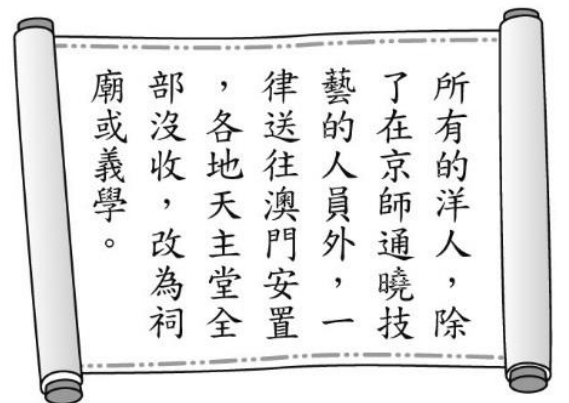 所有的洋人，除
了在京師通曉技
藝的人員外，一
律送往澳門安置
，各地天主堂全
部沒收，改為祠
廟或義學。